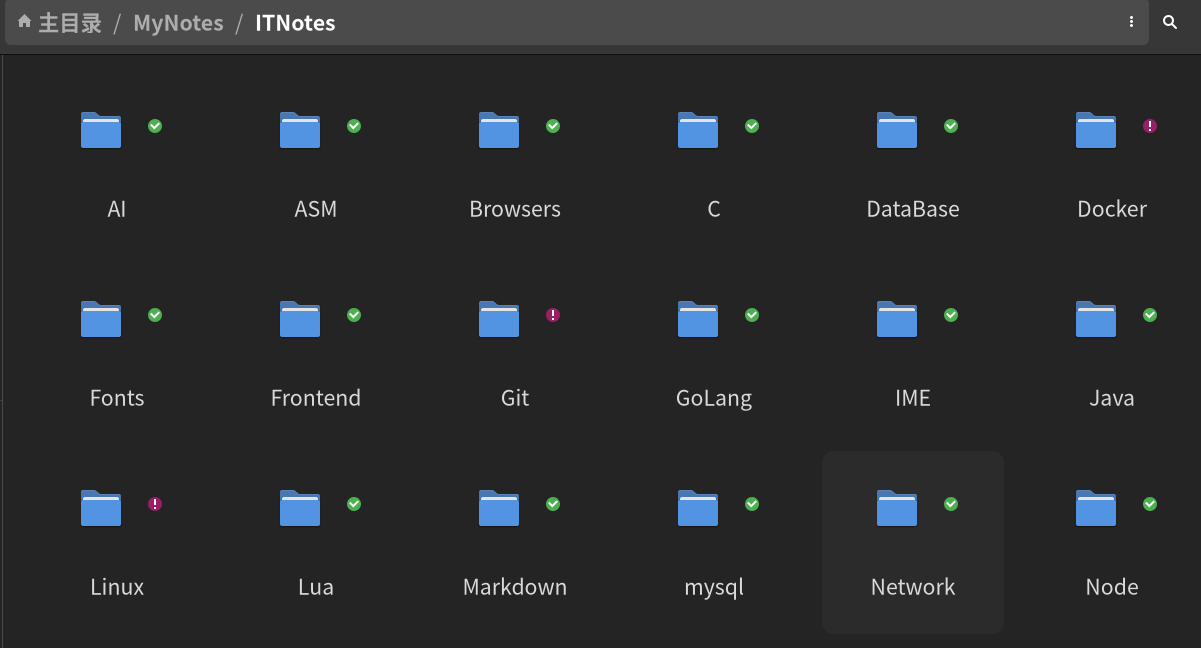 主目录 / MyNotes / ITNotes
AI ASM Browsers C DataBase Docker
Fonts Frontend Git GoLang IME Java
Linux Lua Markdown mysql Network Node